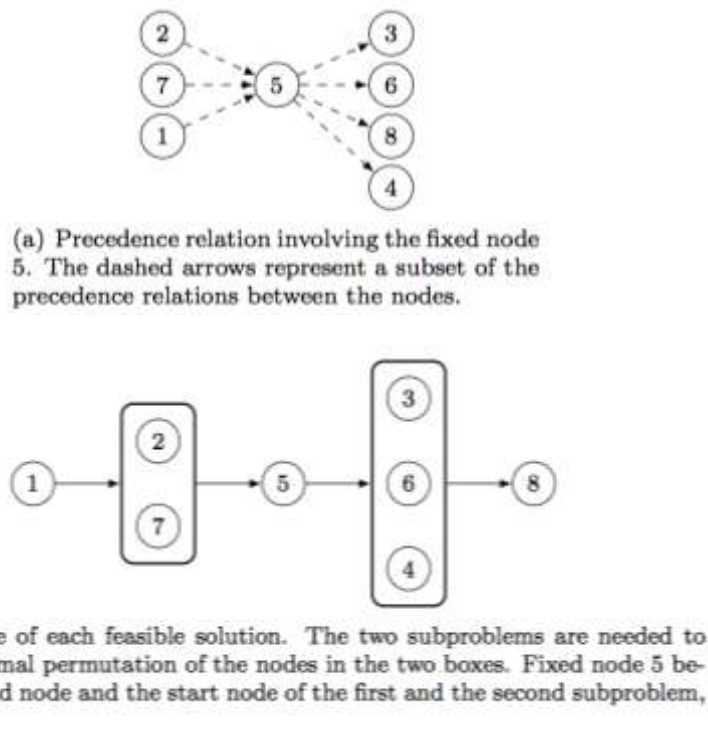 2
3
7
5
6
1
8
4
(a) Precedence relation involving the fixed node
5. The dashed arrows represent a subset of the
precedence relations between the nodes.
3
2
1
5
6
8
7
4
of each feasible solution. The two subproblems are needed to
permutation of the nodes in the two boxes. Fixed node 5 be-
node and the start node of the first and the second subproblem,